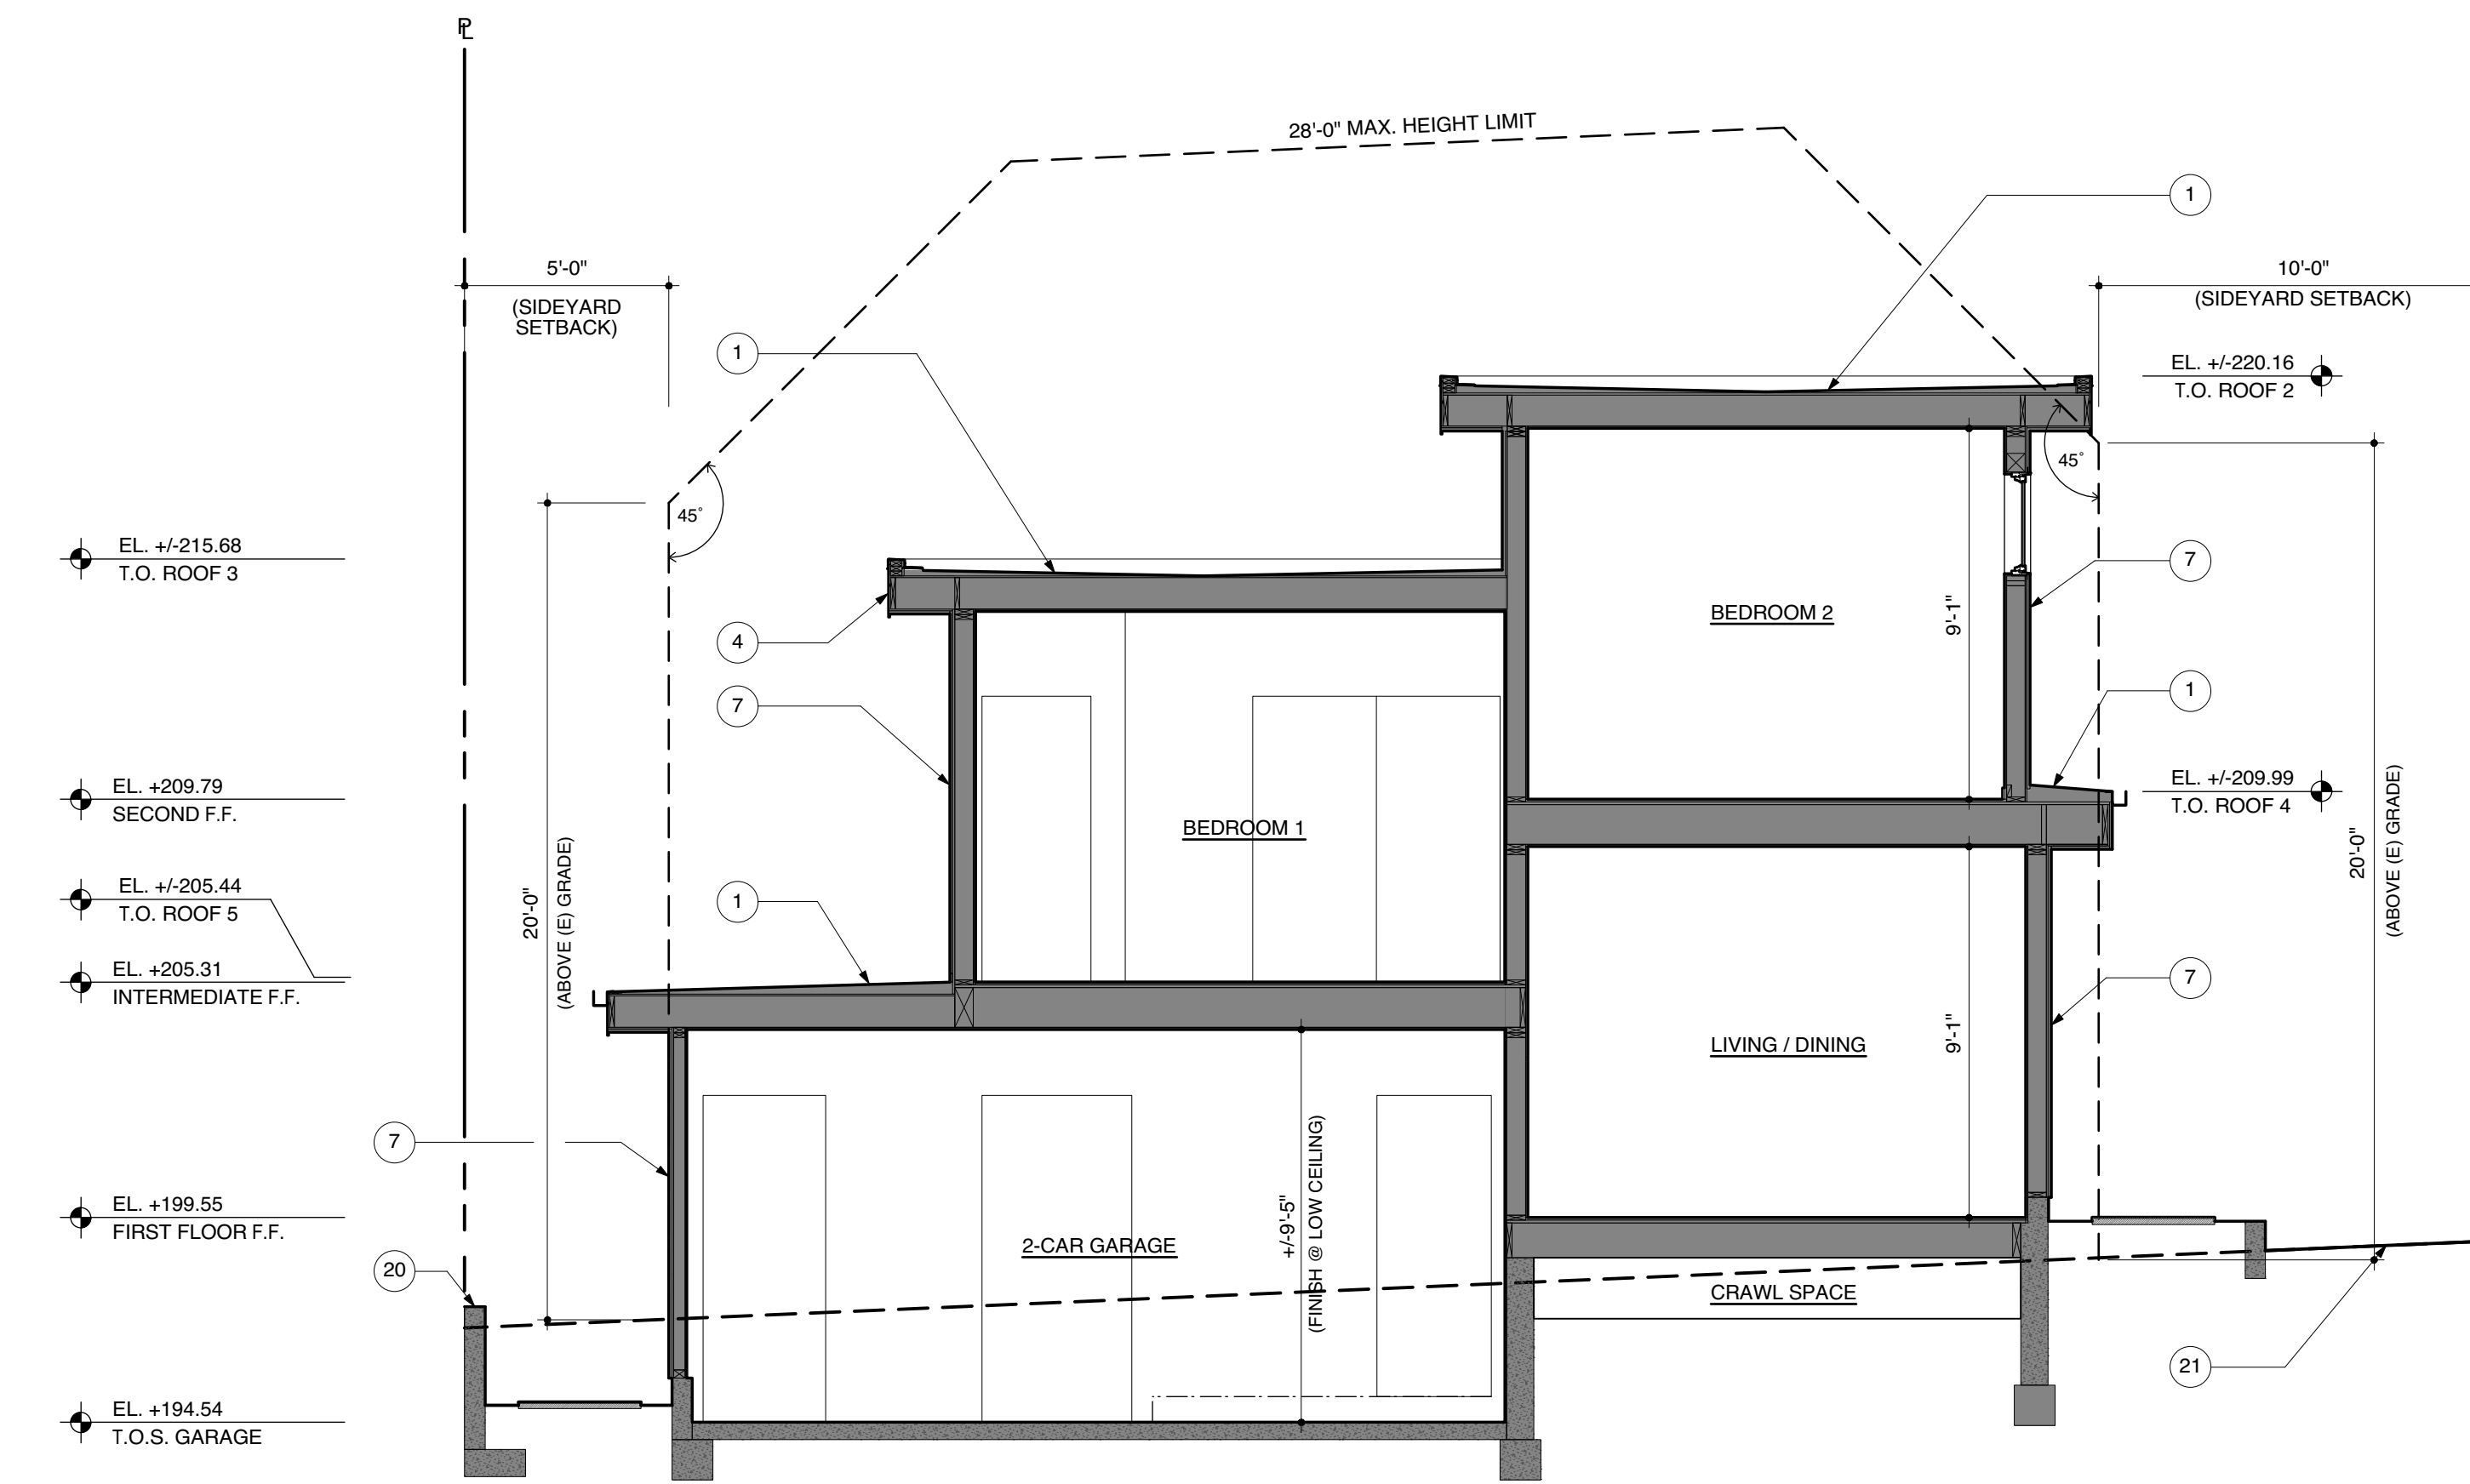 PL
28'-0" MAX. HEIGHT LIMIT
1
5'-0"
(SIDEYARD
SETBACK)
10'-0"
(SIDEYARD SETBACK)
1
EL. +/-220.16
T.O. ROOF 2
45°
45°
EL. +/-215.68
T.O. ROOF 3
7
4
BEDROOM 2
9'-1"
7
1
EL. +209.79
SECOND F.F.
EL. +/-209.99
T.O. ROOF 4
BEDROOM 1
20'-0"
(ABOVE (E) GRADE)
20'-0"
(ABOVE (E) GRADE)
EL. +/-205.44
T.O. ROOF 5
1
EL. +205.31
INTERMEDIATE F.F.
7
LIVING / DINING
9'-1"
7
EL. +199.55
FIRST FLOOR F.F.
2-CAR GARAGE
+/-9'-5"
(FINISH @ LOW CEILING)
20
CRAWL SPACE
21
EL. +194.54
T.O.S. GARAGE